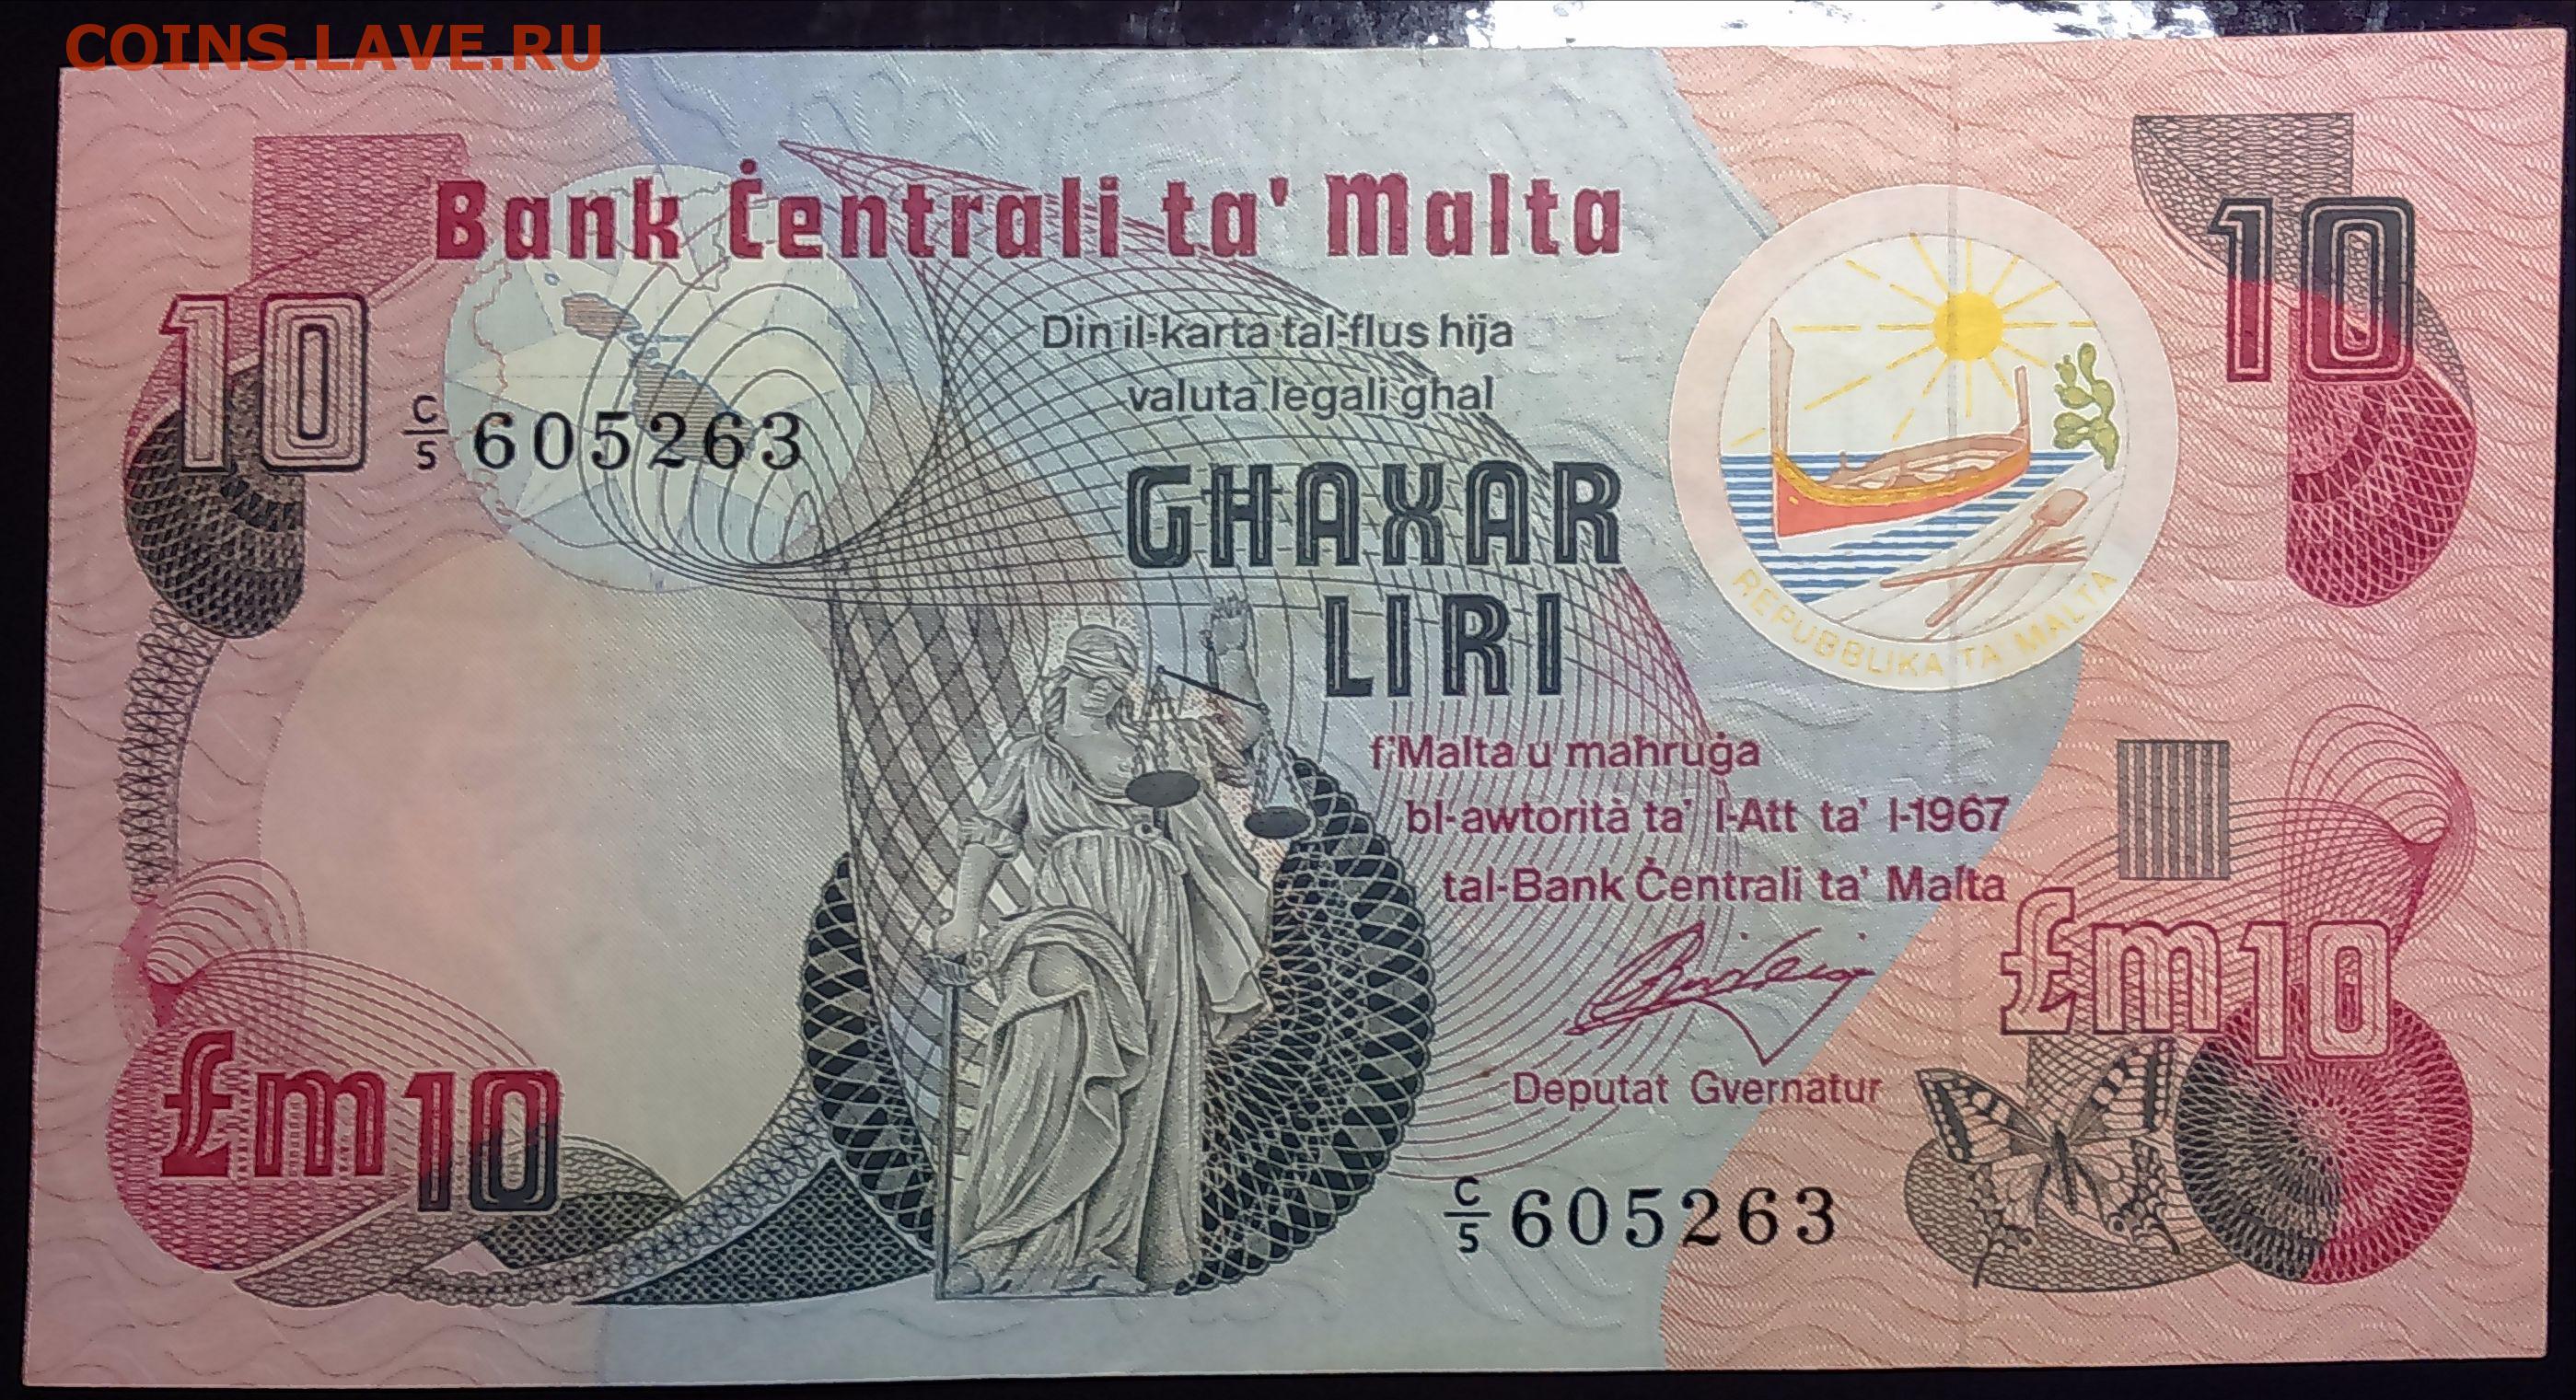 COINS.LAVE.RU
Bank Ċentrali ta' Malta
10
10
Din il-karta tal-flus hija
valuta legali għal
C/5 605263
GĦAXAR
LIRI
REPUBBLIKA TA MALTA
f'Malta u maħruġa
bl-awtorità ta' l-Att ta' l-1967
tal-Bank Ċentrali ta' Malta
£m10
£m10
Deputat Gvernatur
C/5 605263